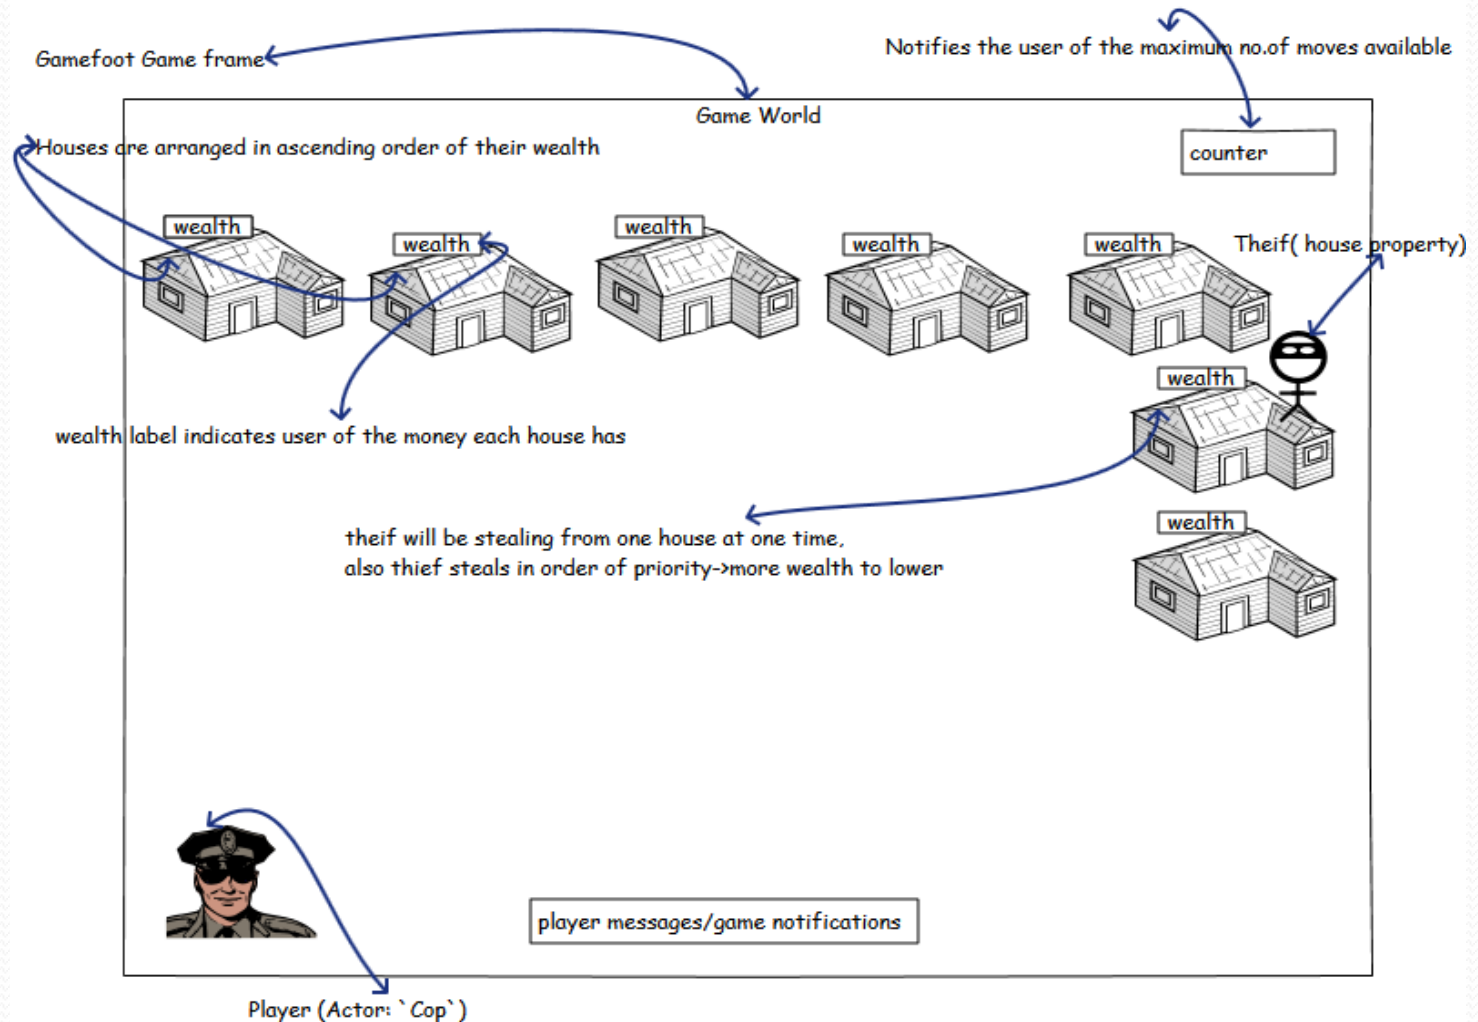 Gamefoot Game frame
Notifies the user of the maximum no.of moves available
Game World
Houses are arranged in ascending order of their wealth
counter
wealth
wealth
wealth
wealth
wealth
Theif( house property)
wealth
wealth label indicates user of the money each house has
wealth
theif will be stealing from one house at one time,
also thief steals in order of priority->more wealth to lower
player messages/game notifications
Player (Actor: `Cop`)